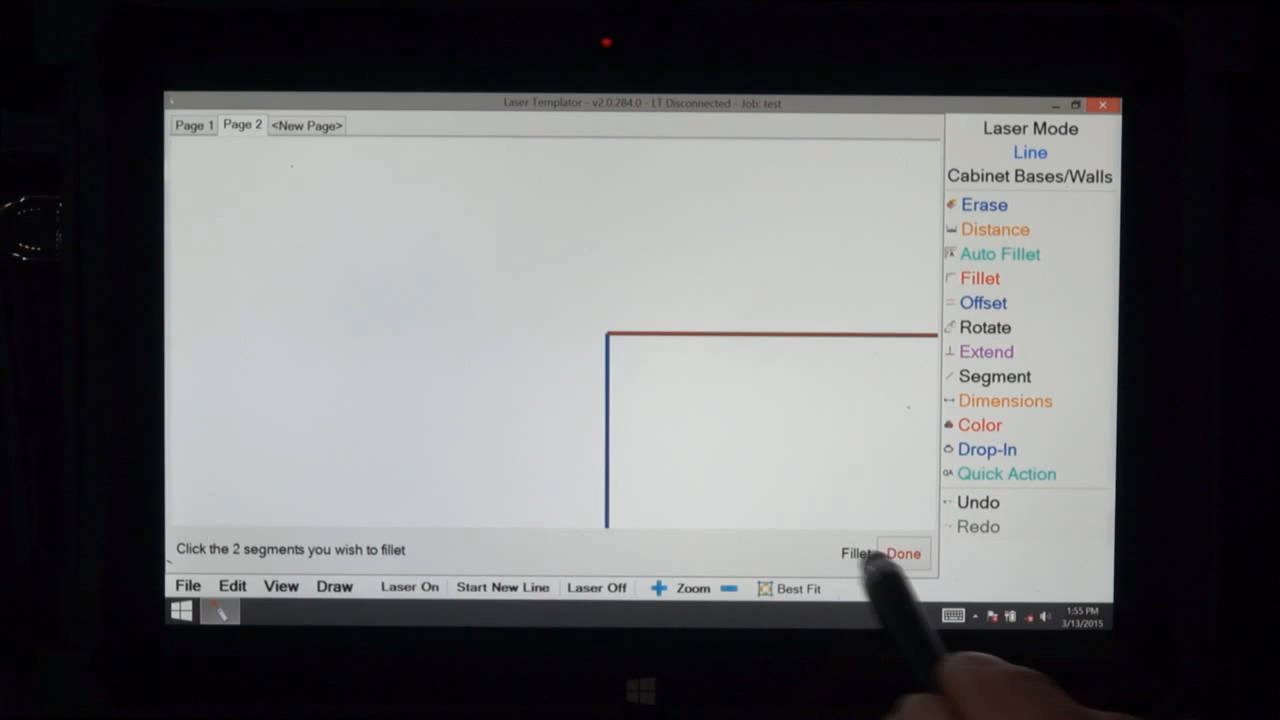 Laser Templator - v2.0.284.0 - LT Disconnected - Job: test
Page 1
Page 2
<New Page>
Laser Mode
Line
Cabinet Bases/Walls
Erase
Distance
Auto Fillet
Fillet
Offset
Rotate
Extend
Segment
Dimensions
Color
Drop-In
QA Quick Action
Undo
Redo
Click the 2 segments you wish to fillet
Fillet
Done
File
Edit
View
Draw
Laser On
Start New Line
Laser Off
Zoom
Best Fit
1:55 PM
3/13/2015